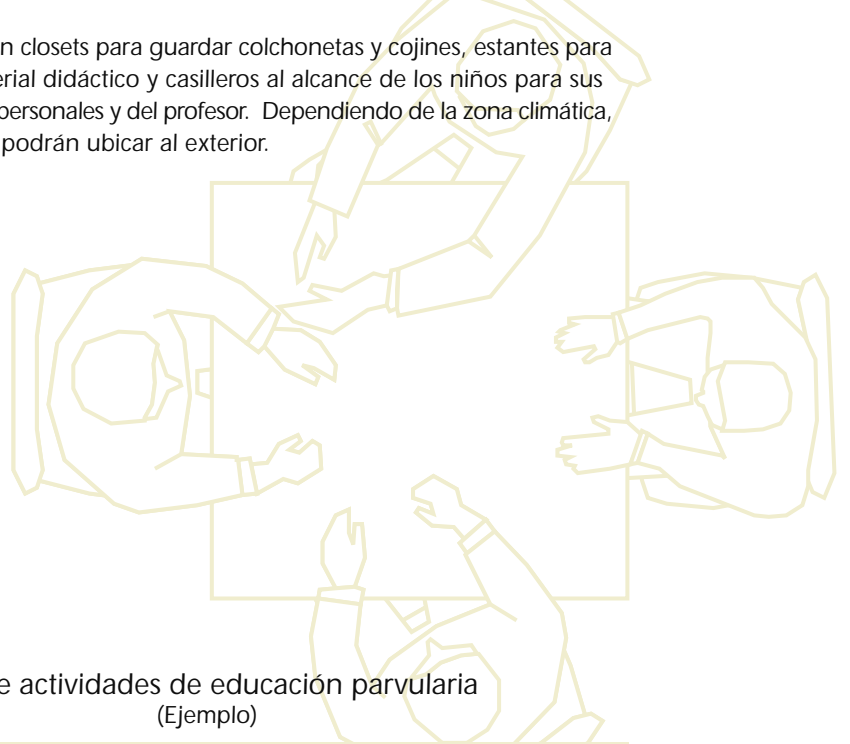 n closets para guardar colchonetas y cojines, estantes para
erial didáctico y casilleros al alcance de los niños para sus
personales y del profesor. Dependiendo de la zona climática,
podrán ubicar al exterior.
e actividades de educación parvularia
(Ejemplo)